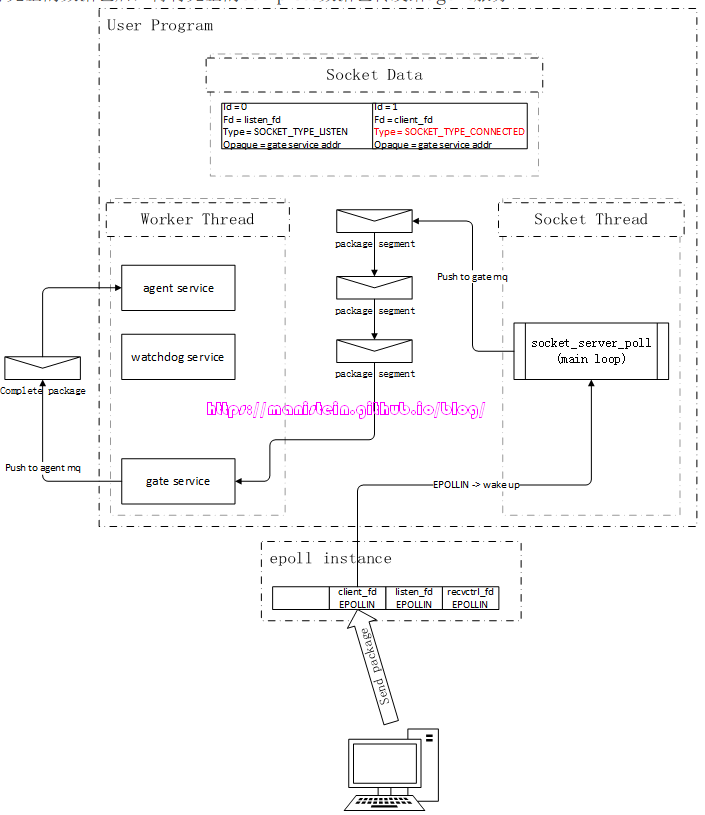 User Program
Socket Data
Id = 0
Fd = listen_fd
Type = SOCKET_TYPE_LISTEN
Opaque = gate service addr
Id = 1
Fd = client_fd
Type = SOCKET_TYPE_CONNECTED
Opaque = gate service addr
Worker Thread
agent service
watchdog service
gate service
package segment
package segment
package segment
Push to gate mq
Socket Thread
socket_server_poll
(main loop)
Complete package
Push to agent mq
https://manistein.github.io/blog/
EPOLLIN -> wake up
epoll instance
client_fd
EPOLLIN
listen_fd
EPOLLIN
recvctrl_fd
EPOLLIN
Send package